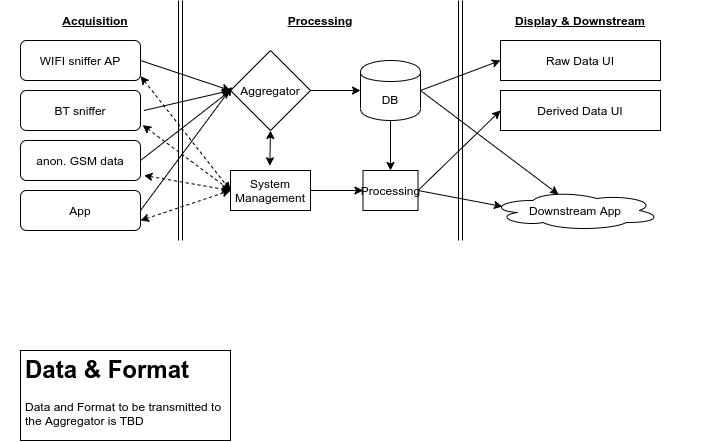 Acquisition
Processing
Display & Downstream
WIFI sniffer AP
BT sniffer
anon. GSM data
App
Aggregator
DB
System
Management
Processing
Raw Data UI
Derived Data UI
Downstream App
Data & Format
Data and Format to be transmitted to
the Aggregator is TBD